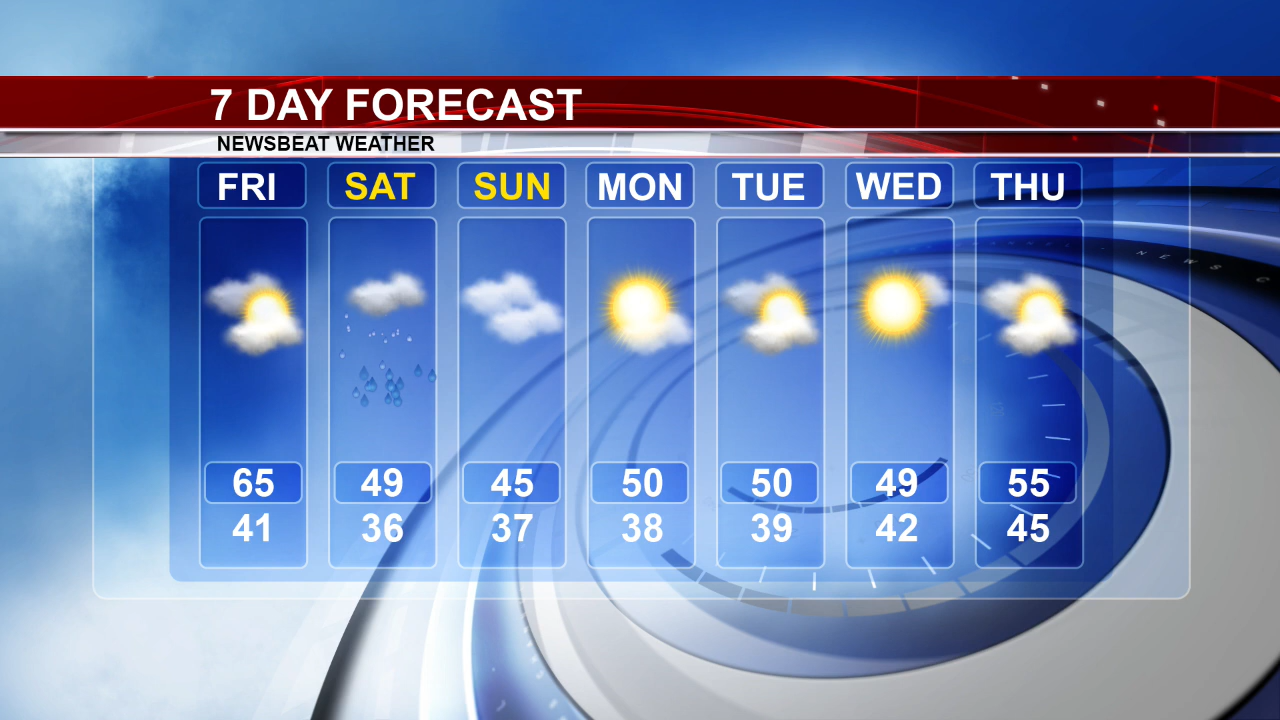 7 DAY FORECAST
NEWSBEAT WEATHER
FRI SAT SUN MON TUE WED THU
65 49 45 50 50 49 55
41 36 37 38 39 42 45
NEWS C